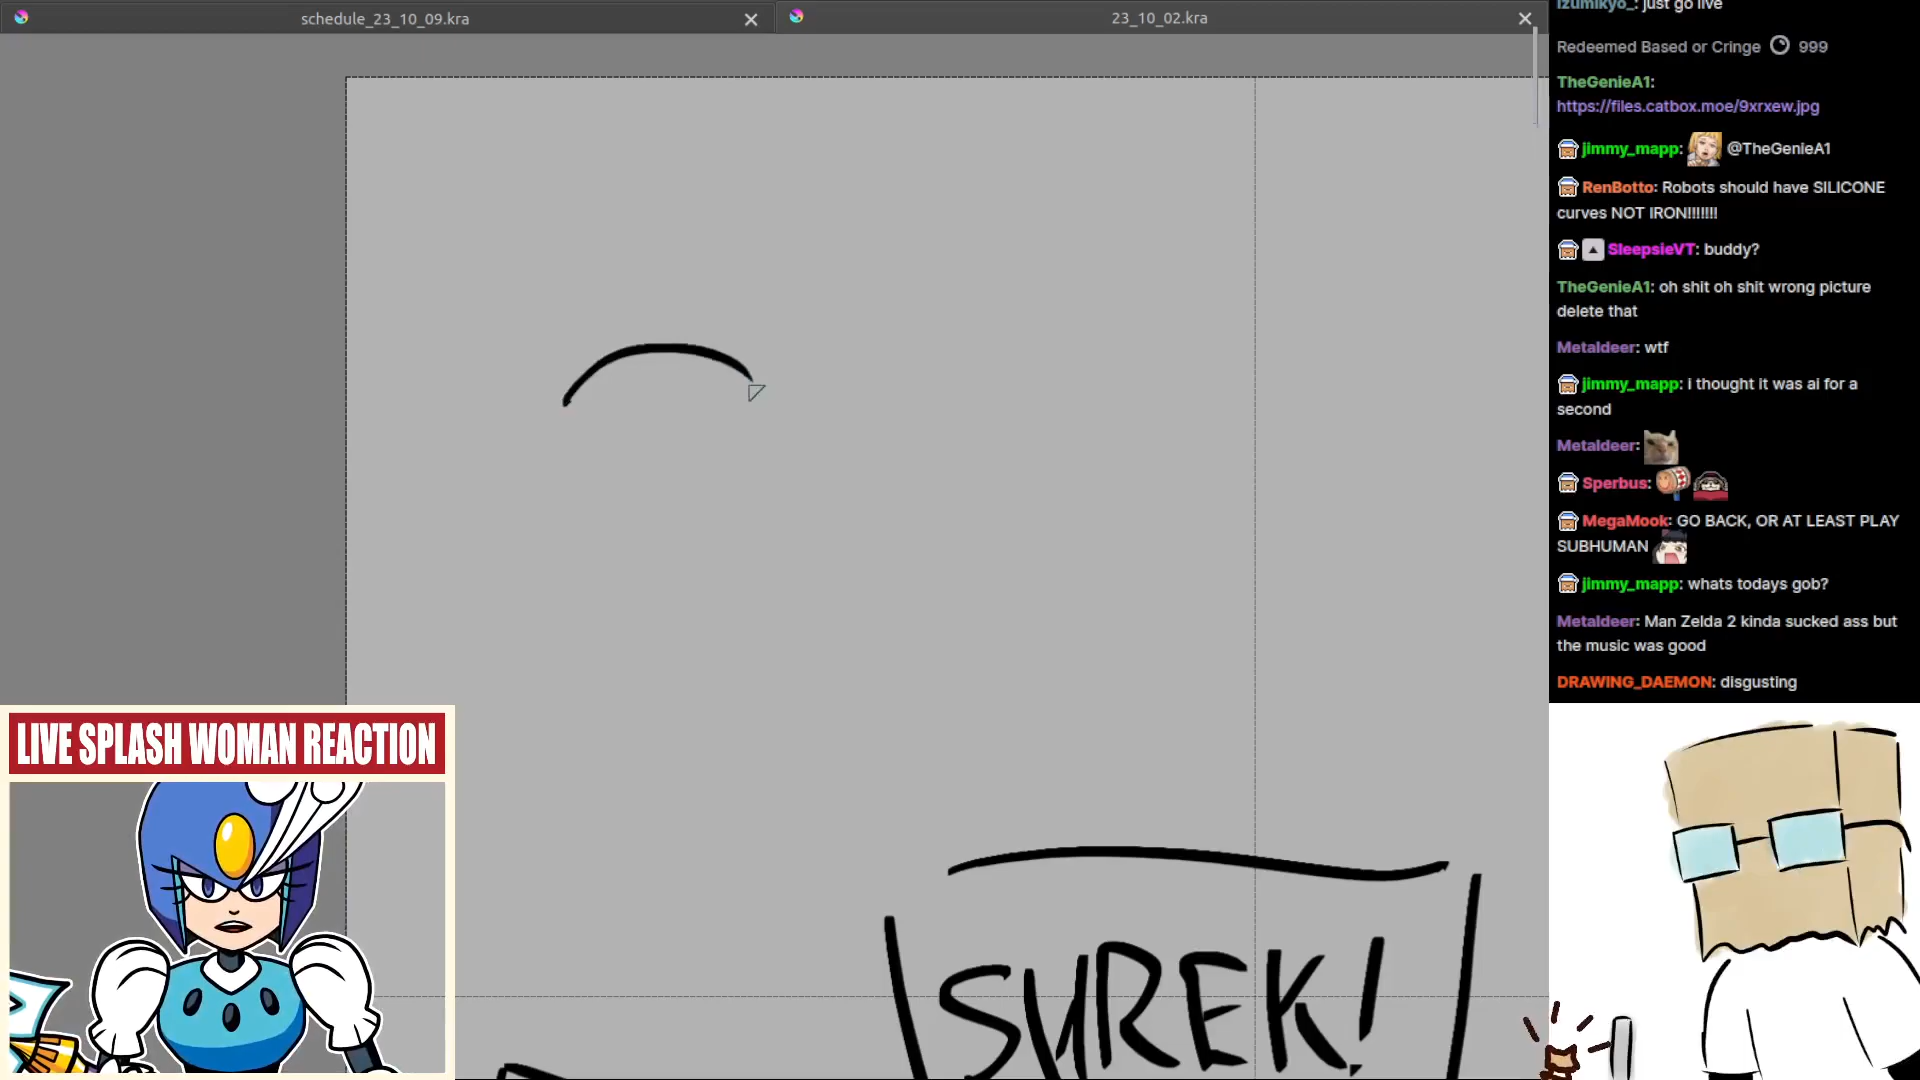 schedule_23_10_09.kra
23_10_02.kra
Izumikyo_: just go live
Redeemed Based or Cringe 999
TheGenieA1:
https://files.catbox.moe/9xrxew.jpg
jimmy_mapp: @TheGenieA1
RenBotto: Robots should have SILICONE
curves NOT IRON!!!!!!!
SleepsieVT: buddy?
TheGenieA1: oh shit oh shit wrong picture
delete that
Metaldeer: wtf
jimmy_mapp: i thought it was ai for a
second
Metaldeer:
Sperbus:
MegaMook: GO BACK, OR AT LEAST PLAY
SUBHUMAN
jimmy_mapp: whats todays gob?
Metaldeer: Man Zelda 2 kinda sucked ass but
the music was good
DRAWING_DAEMON: disgusting
LIVE SPLASH WOMAN REACTION